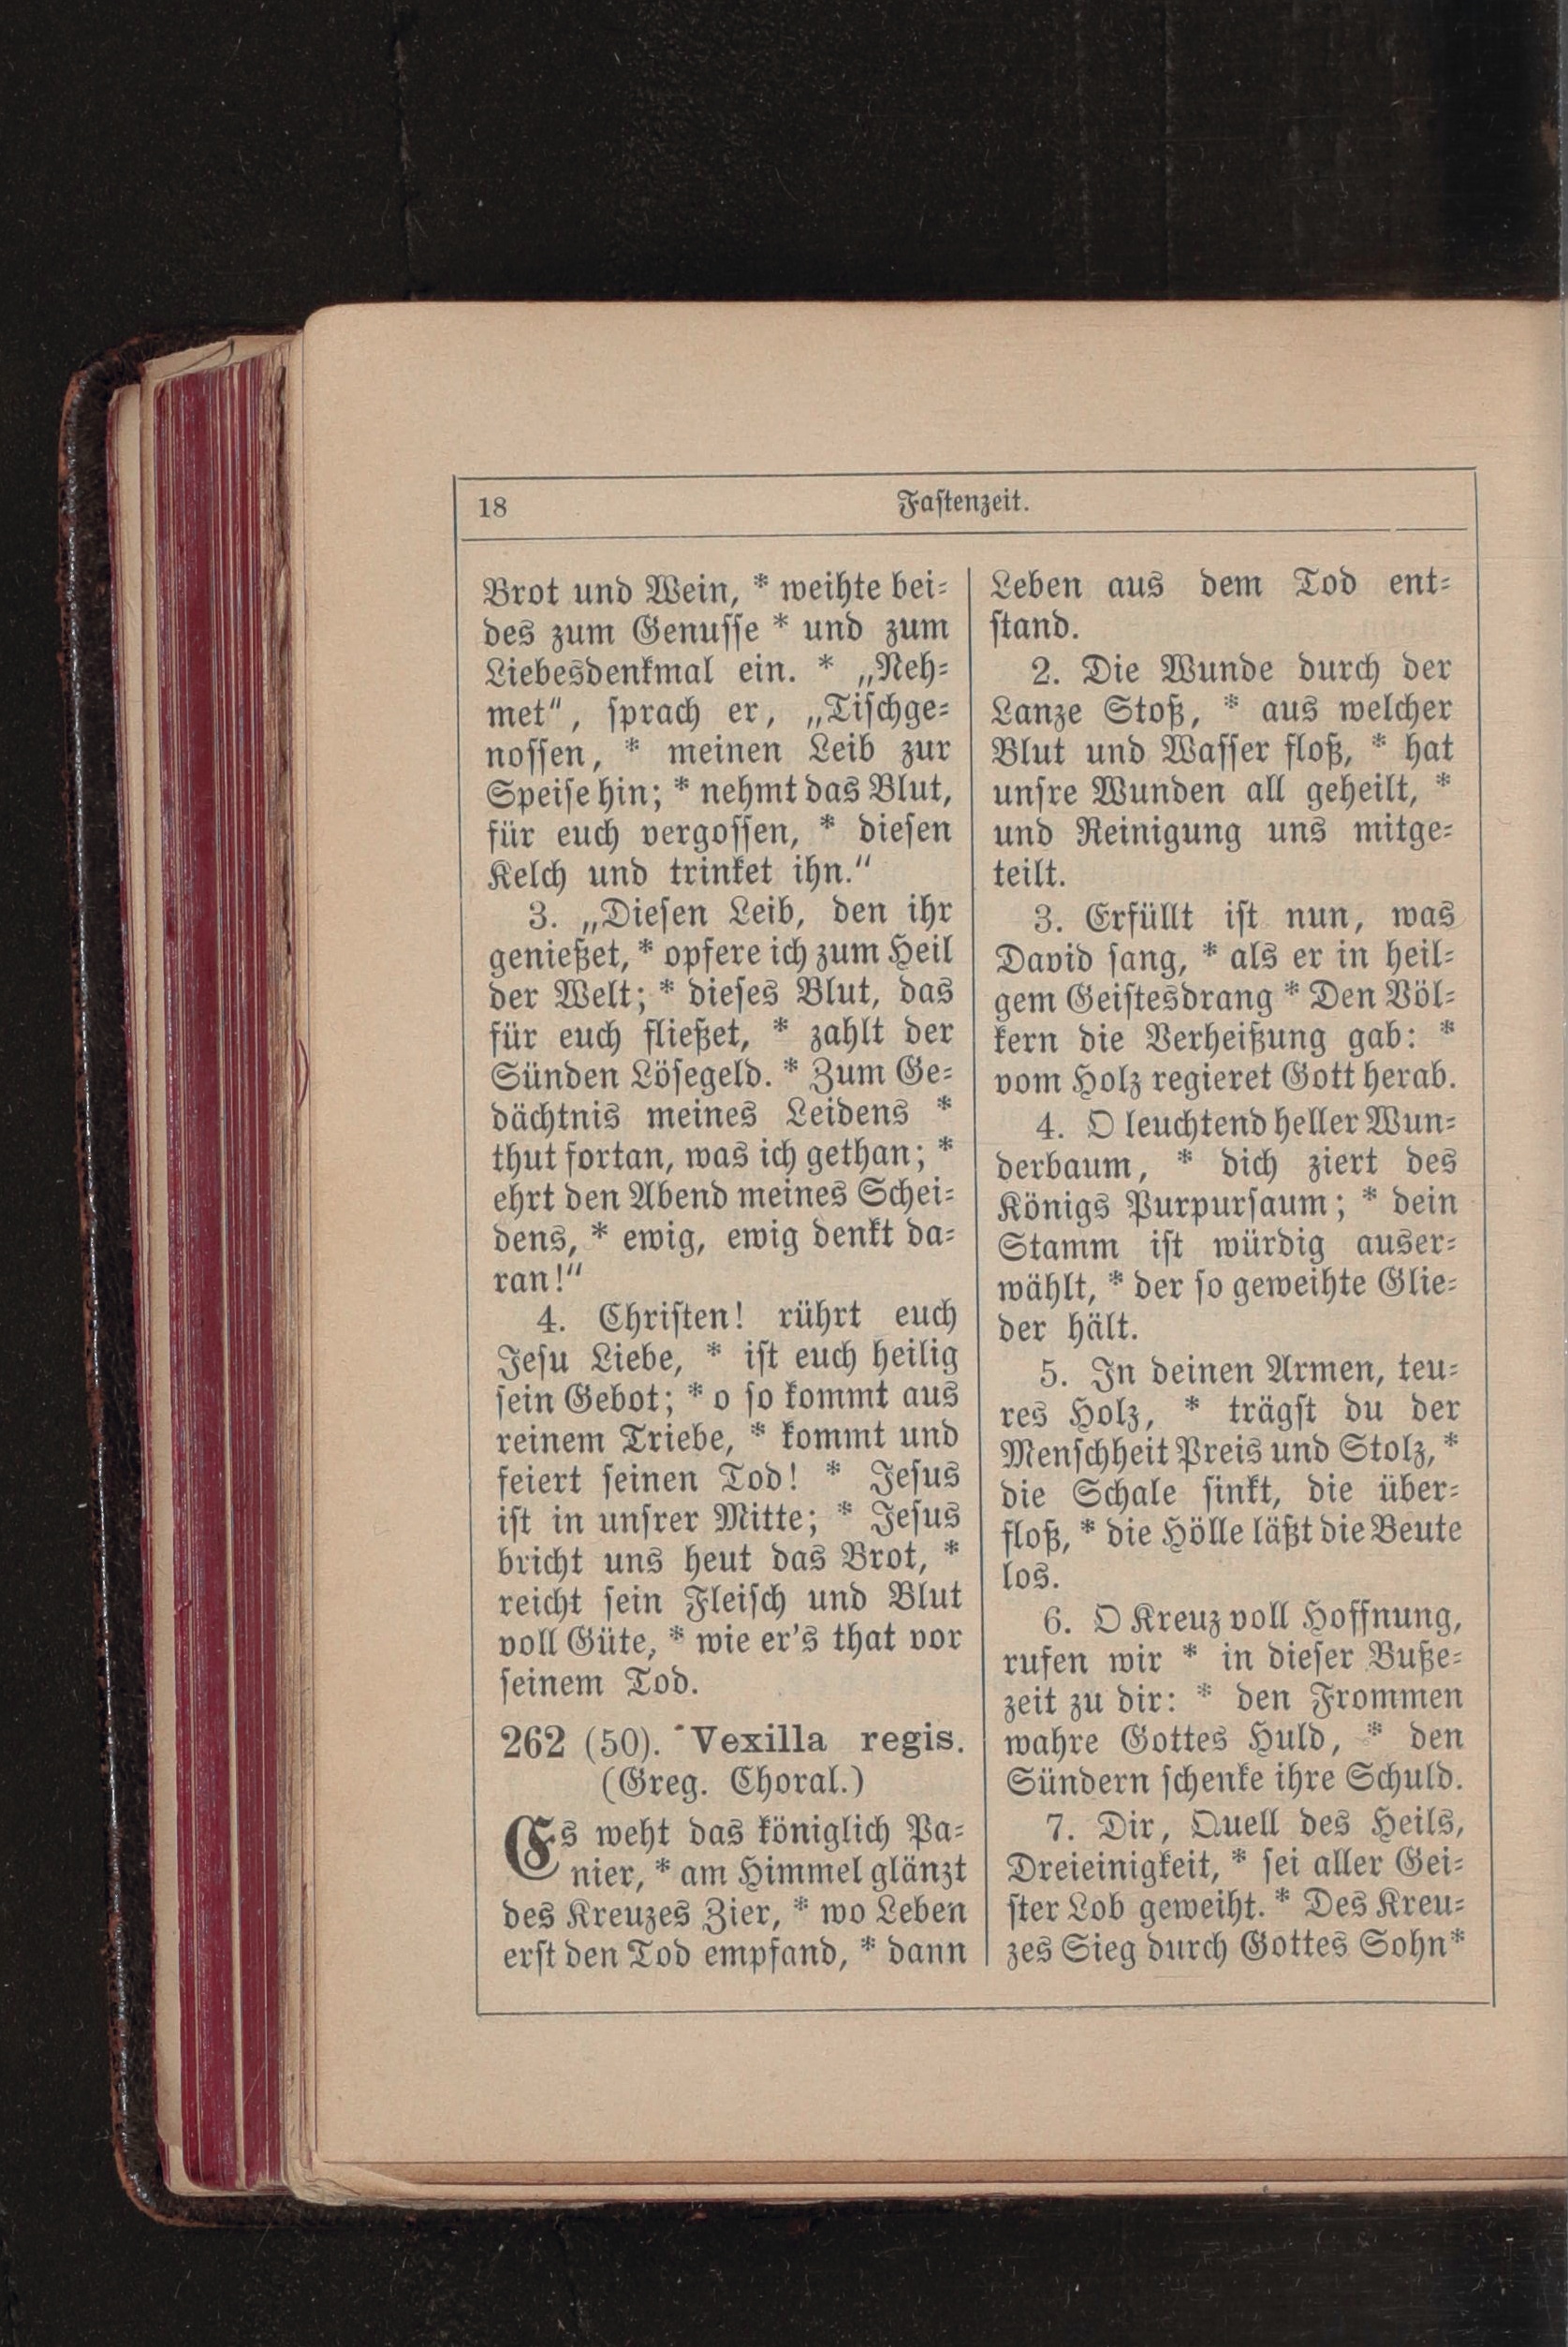 18
Fastenzeit.
Brot und Wein, * weihte bei-
des zum Genusse * und zum
Liebesdenkmal ein. * „Neh-
met“, sprach er, „Tischge-
nossen, * meinen Leib zur
Speise hin; * nehmt das Blut,
für euch vergossen, * diesen
Kelch und trinket ihn.“
3. „Diesen Leib, den ihr
genießet, * opfere ich zum Heil
der Welt; * dieses Blut, das
für euch fließet, * zahlt der
Sünden Lösegeld. * Zum Ge-
dächtnis meines Leidens *
thut fortan, was ich gethan; *
ehrt den Abend meines Schei-
dens, * ewig, ewig denkt da-
ran!“
4. Christen! rührt euch
Jesu Liebe, * ist euch heilig
sein Gebot; * o so kommt aus
reinem Triebe, * kommt und
feiert seinen Tod! * Jesus
ist in unsrer Mitte; * Jesus
bricht uns heut das Brot, *
reicht sein Fleisch und Blut
voll Güte, * wie er's that vor
seinem Tod.
262 (50). Vexilla regis.
(Greg. Choral.)
Es weht das königlich Pa-
nier, * am Himmel glänzt
des Kreuzes Zier, * wo Leben
erst den Tod empfand, * dann
Leben aus dem Tod ent-
stand.
2. Die Wunde durch der
Lanze Stoß, * aus welcher
Blut und Wasser floß, * hat
unsre Wunden all geheilt, *
und Reinigung uns mitge-
teilt.
3. Erfüllt ist nun, was
David sang, * als er in heil-
gem Geistesdrang * Den Völ-
kern die Verheißung gab: *
vom Holz regieret Gott herab.
4. O leuchtend heller Wun-
derbaum, * dich ziert des
Königs Purpursaum; * dein
Stamm ist würdig auser-
wählt, * der so geweihte Glie-
der hält.
5. In deinen Armen, teu-
res Holz, * trägst du der
Menschheit Preis und Stolz, *
die Schale sinkt, die über-
floß, * die Hölle läßt die Beute
los.
6. O Kreuz voll Hoffnung,
rufen wir * in dieser Buße-
zeit zu dir: * den Frommen
wahre Gottes Huld, * den
Sündern schenke ihre Schuld.
7. Dir, Quell des Heils,
Dreieinigkeit, * sei aller Gei-
ster Lob geweiht. * Des Kreu-
zes Sieg durch Gottes Sohn *